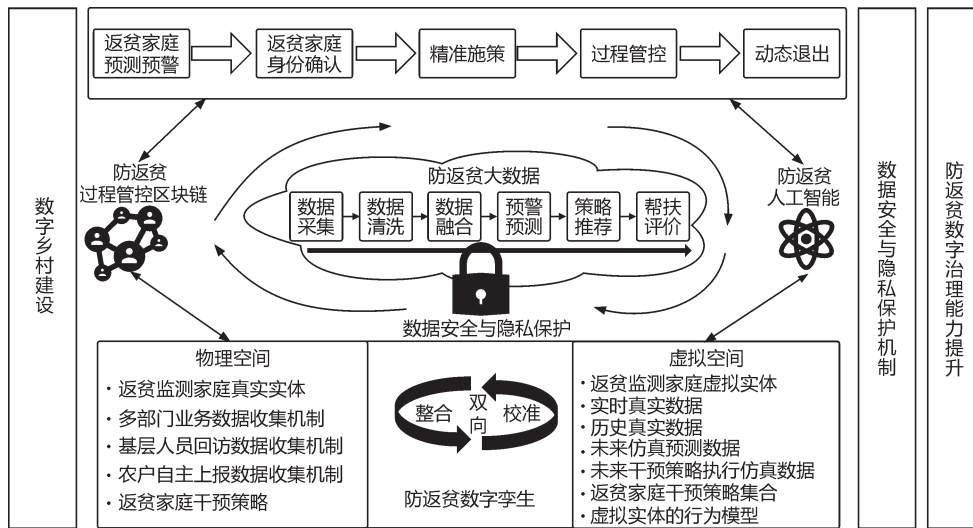 数字乡村建设
返贫家庭
预测预警
返贫家庭
身份确认
精准施策
过程管控
动态退出
防返贫
过程管控区块链
防返贫大数据
数据
采集
数据
清洗
数据
融合
预警
预测
策略
推荐
帮扶
评价
数据安全与隐私保护
防返贫
人工智能
物理空间
·返贫监测家庭真实实体
·多部门业务数据收集机制
·基层人员回访数据收集机制
·农户自主上报数据收集机制
·返贫家庭干预策略
整合
双
向
校准
防返贫数字孪生
虚拟空间
·返贫监测家庭虚拟实体
·实时真实数据
·历史真实数据
·未来仿真预测数据
·未来干预策略执行仿真数据
·返贫家庭干预策略集合
·虚拟实体的行为模型
数据安全与隐私保护机制
防返贫数字治理能力提升